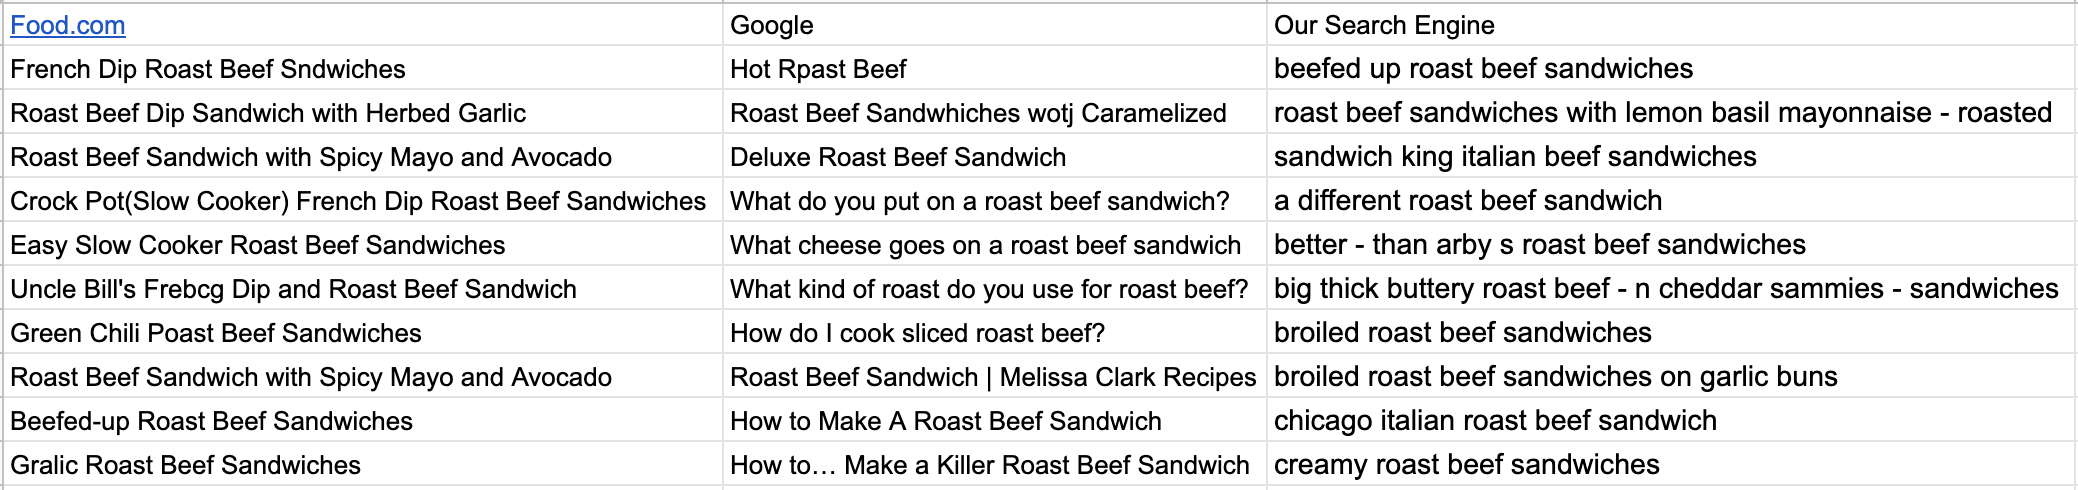 Food.com Google Our Search Engine
French Dip Roast Beef Sndwiches Hot Rpast Beef beefed up roast beef sandwiches
Roast Beef Dip Sandwich with Herbed Garlic Roast Beef Sandwhiches wotj Caramelized roast beef sandwiches with lemon basil mayonnaise - roasted
Roast Beef Sandwich with Spicy Mayo and Avocado Deluxe Roast Beef Sandwich sandwich king italian beef sandwiches
Crock Pot(Slow Cooker) French Dip Roast Beef Sandwiches What do you put on a roast beef sandwich? a different roast beef sandwich
Easy Slow Cooker Roast Beef Sandwiches What cheese goes on a roast beef sandwich better - than arby s roast beef sandwiches
Uncle Bill's Frebcg Dip and Roast Beef Sandwich What kind of roast do you use for roast beef? big thick buttery roast beef - n cheddar sammies - sandwiches
Green Chili Poast Beef Sandwiches How do I cook sliced roast beef? broiled roast beef sandwiches
Roast Beef Sandwich with Spicy Mayo and Avocado Roast Beef Sandwich | Melissa Clark Recipes broiled roast beef sandwiches on garlic buns
Beefed-up Roast Beef Sandwiches How to Make A Roast Beef Sandwich chicago italian roast beef sandwich
Gralic Roast Beef Sandwiches How to… Make a Killer Roast Beef Sandwich creamy roast beef sandwiches